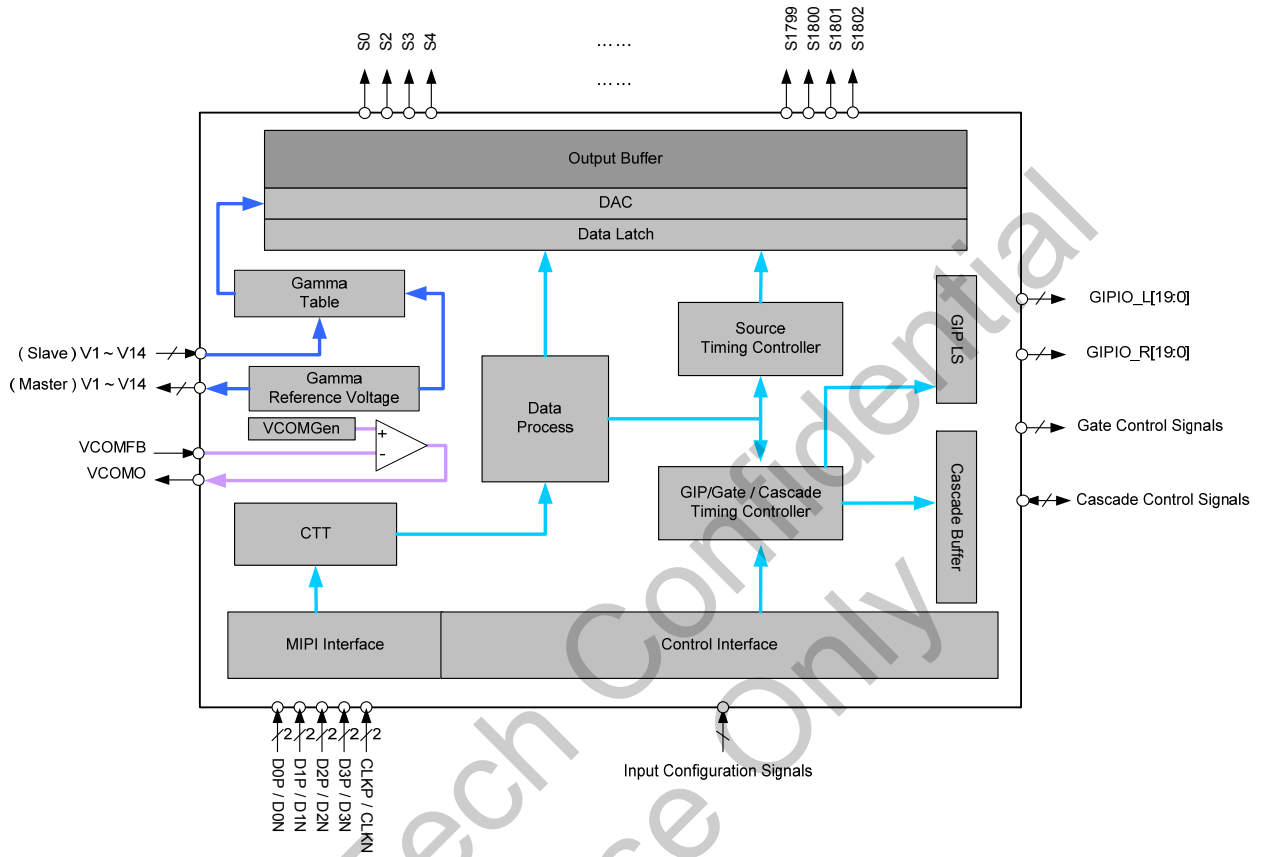 S0
S2
S3
S4
……
……
S1799
S1800
S1801
S1802
Output Buffer
DAC
Data Latch
Gamma
Table
( Slave ) V1 ~ V14
( Master ) V1 ~ V14
Gamma
Reference Voltage
VCOMGen
+
-
VCOMFB
VCOMO
CTT
Data
Process
Source
Timing Controller
GIP/Gate / Cascade
Timing Controller
GIP LS
Cascade Buffer
GIPIO_L[19:0]
GIPIO_R[19:0]
Gate Control Signals
Cascade Control Signals
MIPI Interface
Control Interface
2
2
2
2
2
D0P / D0N
D1P / D1N
D2P / D2N
D3P / D3N
CLKP / CLKN
Input Configuration Signals
Tech Confidential
Only